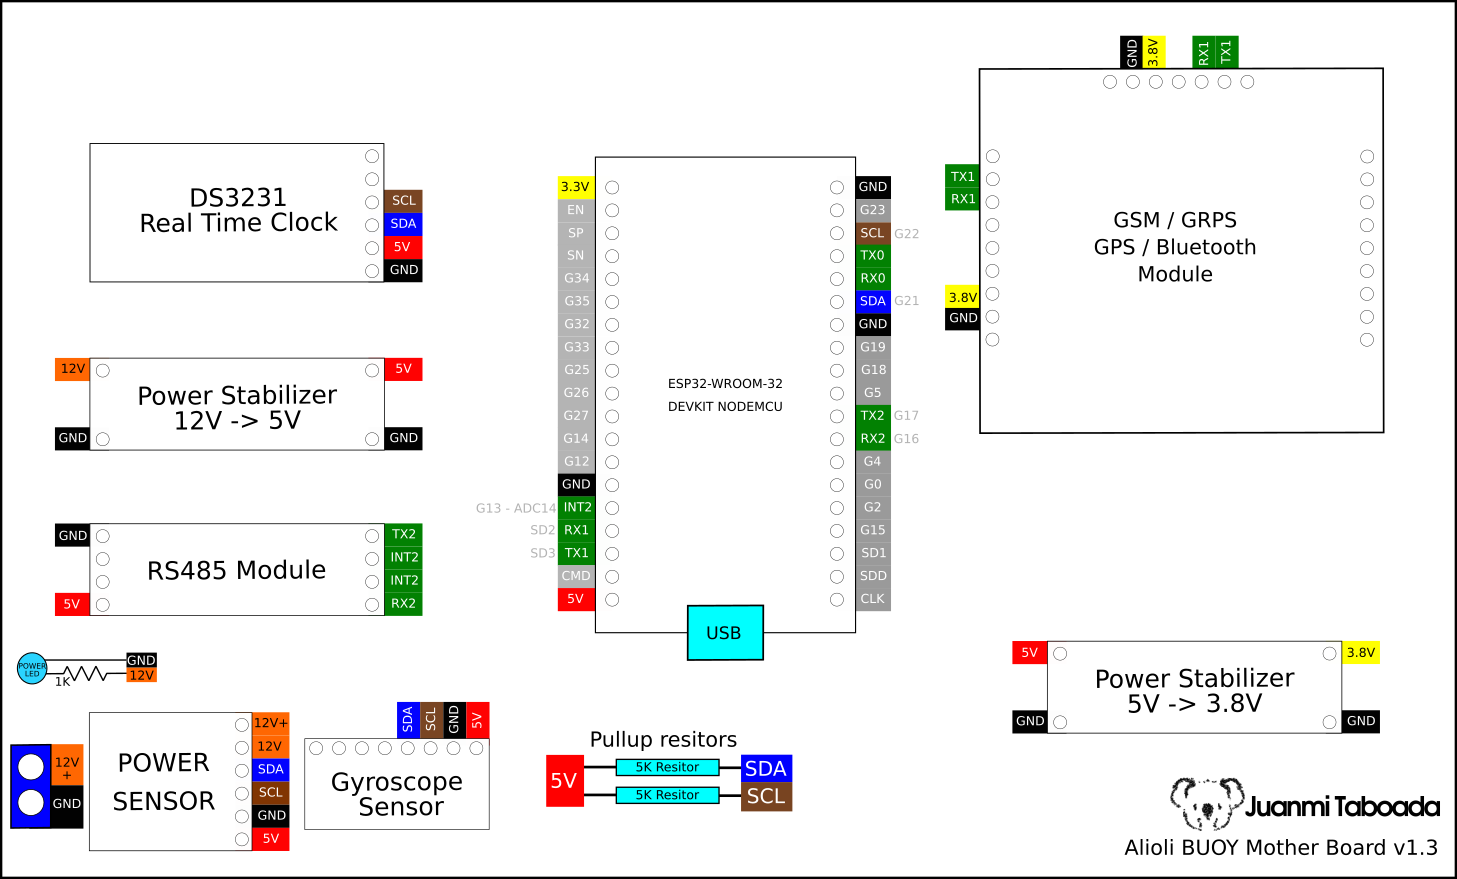 DS3231
Real Time Clock
SCL
SDA
5V
GND
12V
GND
Power Stabilizer
12V -> 5V
5V
GND
GND
5V
RS485 Module
TX2
INT2
INT2
RX2
POWER
LED
1K
GND
12V
12V
+
GND
POWER
SENSOR
12V+
12V
SDA
SCL
GND
5V
SDA
SCL
GND
5V
Gyroscope
Sensor
3.3V
EN
SP
SN
G34
G35
G32
G33
G25
G26
G27
G14
G12
GND
G13 - ADC14 INT2
SD2 RX1
SD3 TX1
CMD
5V
ESP32-WROOM-32
DEVKIT NODEMCU
USB
GND
G23
SCL G22
TX0
RX0
SDA G21
GND
G19
G18
G5
TX2 G17
RX2 G16
G4
G0
G2
G15
SD1
SDD
CLK
Pullup resitors
5V
5K Resitor
SDA
5K Resitor
SCL
GND
3.8V
RX1
TX1
TX1
RX1
3.8V
GND
GSM / GRPS
GPS / Bluetooth
Module
5V
GND
Power Stabilizer
5V -> 3.8V
3.8V
GND
Juanmi Taboada
Alioli BUOY Mother Board v1.3